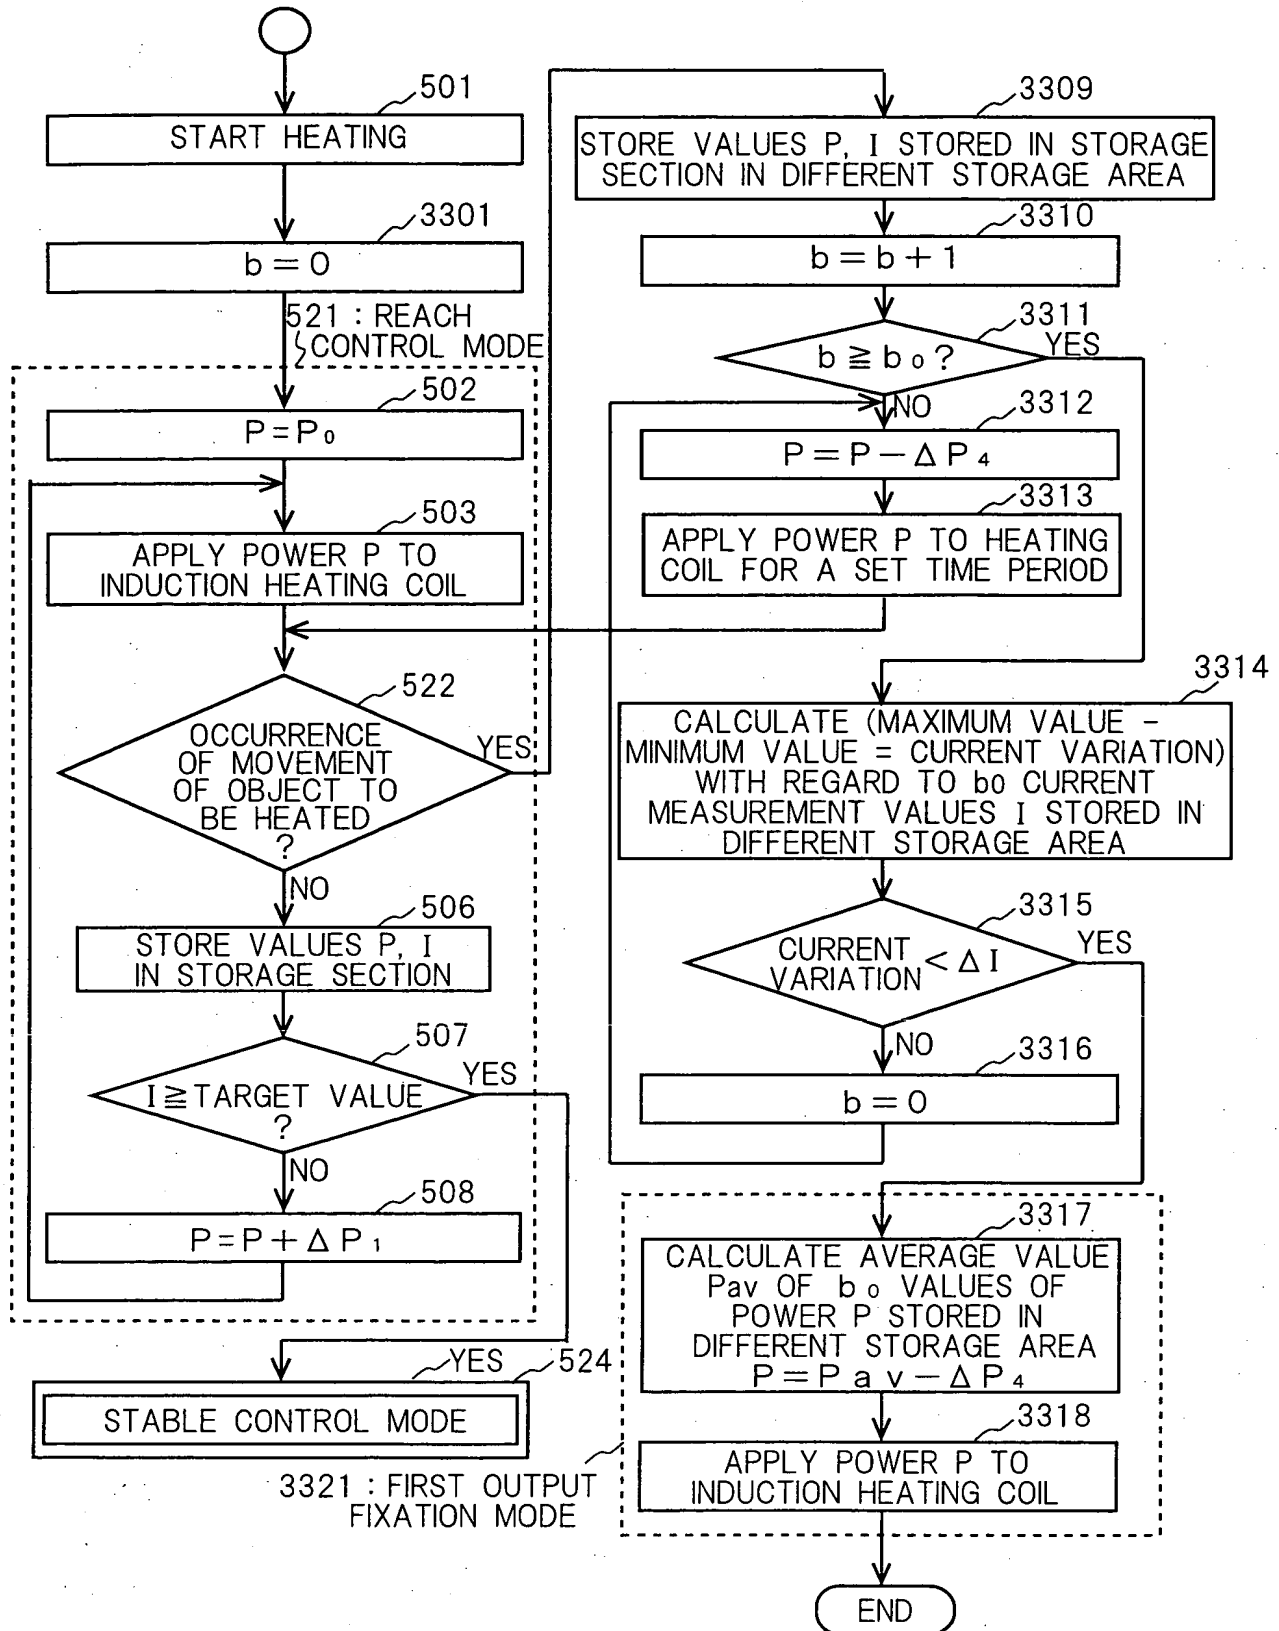 501
START HEATING
3301
b = 0
521 : REACH
CONTROL MODE
502
P = P₀
503
APPLY POWER P TO
INDUCTION HEATING COIL
522
OCCURRENCE
OF MOVEMENT
OF OBJECT TO
BE HEATED
?
YES
NO
506
STORE VALUES P, I
IN STORAGE SECTION
507
I ≧ TARGET VALUE
?
YES
NO
508
P = P + Δ P₁
YES
524
STABLE CONTROL MODE
3309
STORE VALUES P, I STORED IN STORAGE
SECTION IN DIFFERENT STORAGE AREA
3310
b = b + 1
3311
b ≧ b₀ ?
YES
NO
3312
P = P − Δ P₄
3313
APPLY POWER P TO HEATING
COIL FOR A SET TIME PERIOD
3314
CALCULATE (MAXIMUM VALUE -
MINIMUM VALUE = CURRENT VARIATION)
WITH REGARD TO b0 CURRENT
MEASUREMENT VALUES I STORED IN
DIFFERENT STORAGE AREA
3315
CURRENT
VARIATION < Δ I
YES
NO
3316
b = 0
3317
CALCULATE AVERAGE VALUE
Pav OF b₀ VALUES OF
POWER P STORED IN
DIFFERENT STORAGE AREA
P = P a v − Δ P₄
3318
APPLY POWER P TO
INDUCTION HEATING COIL
3321 : FIRST OUTPUT
FIXATION MODE
END